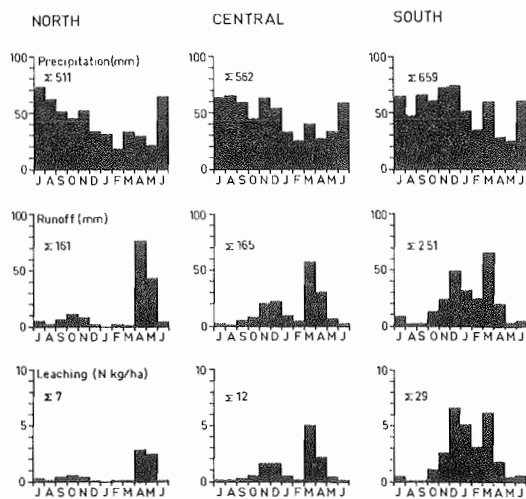 NORTH CENTRAL SOUTH
Precipitation(mm)
Σ 511 Σ 562 Σ 659
100 100 100
50 50 50
0 0 0
J A S O N D J F M A M J J A S O N D J F M A M J J A S O N D J F M A M J
Runoff (mm)
Σ 161 Σ 165 Σ 251
100 100 100
50 50 50
0 0 0
J A S O N D J F M A M J J A S O N D J F M A M J J A S O N D J F M A M J
Leaching (N kg/ha)
Σ 7 Σ 12 Σ 29
10 10 10
5 5 5
0 0 0
J A S O N D J F M A M J J A S O N D J F M A M J J A S O N D J F M A M J